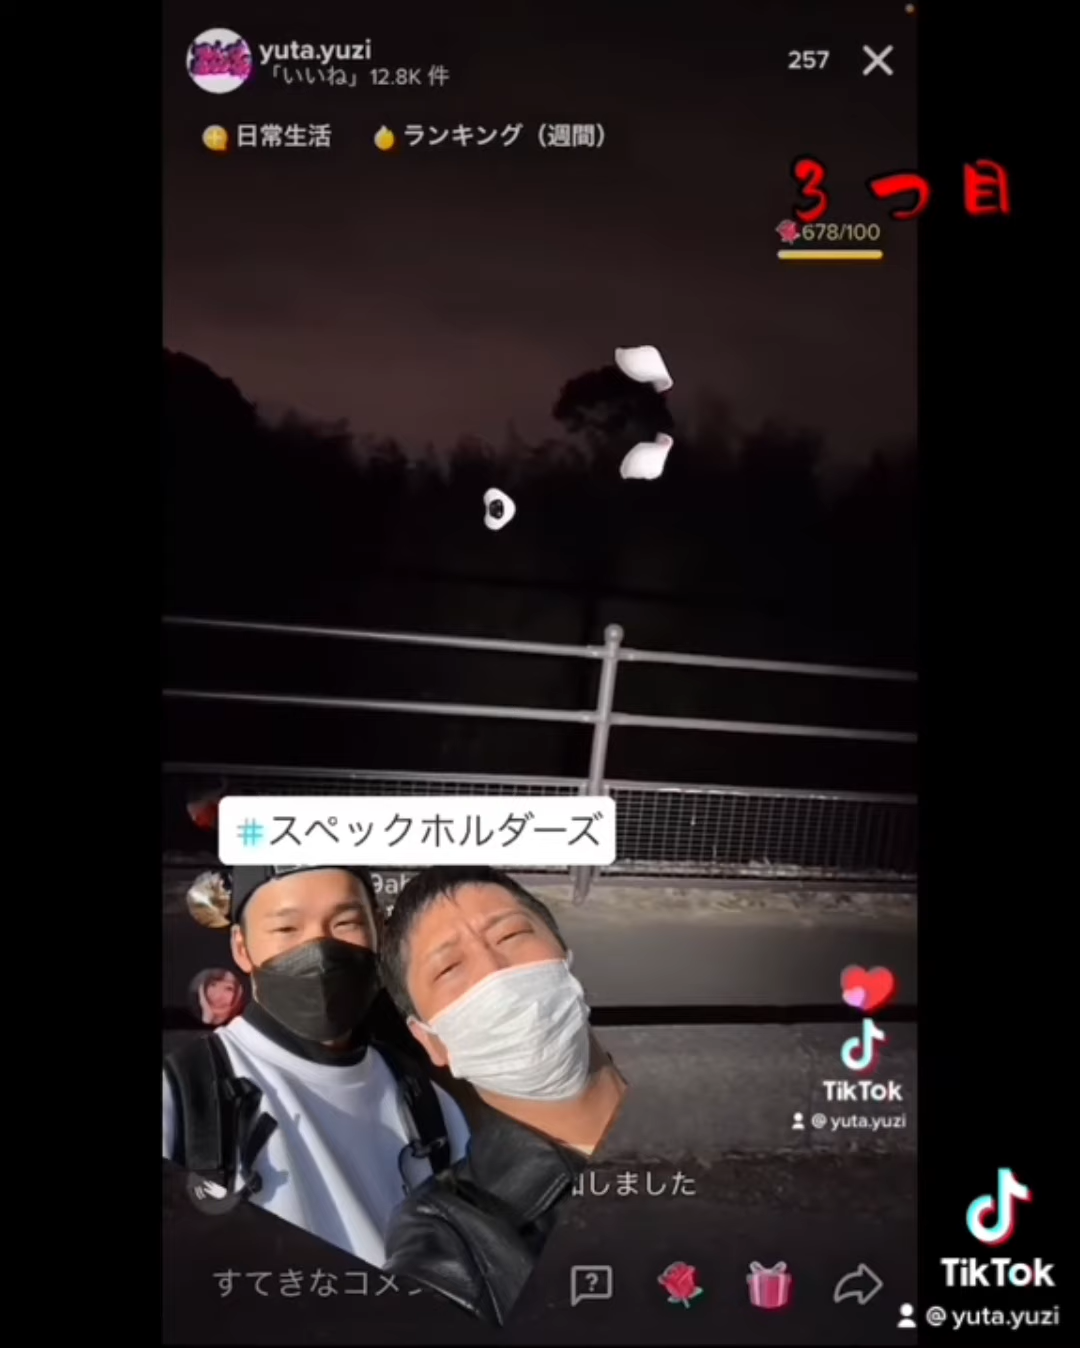 yuta.yuzi
「いいね」12.8K 件
257
日常生活
ランキング（週間）
3つ目
678/100
#スペックホルダーズ
TikTok
@yuta.yuzi
しました
すてきなコメ
TikTok
@yuta.yuzi